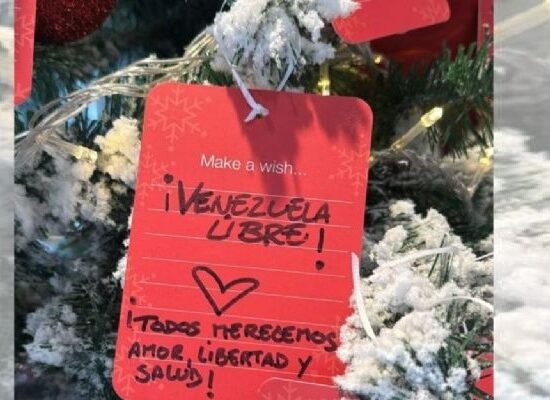 Make a wish...
¡VENEZUELA
LIBRE!
¡TODOS MERECEMOS
AMOR, LIBERTAD Y
SALUD!